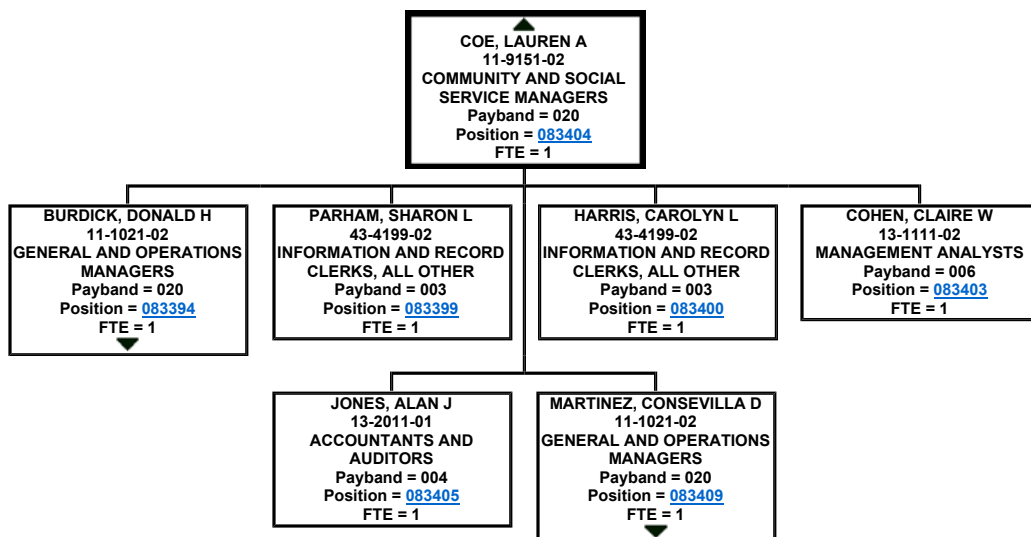 COE, LAUREN A
11-9151-02
COMMUNITY AND SOCIAL
SERVICE MANAGERS
Payband = 020
Position = 083404
FTE = 1
BURDICK, DONALD H
11-1021-02
GENERAL AND OPERATIONS
MANAGERS
Payband = 020
Position = 083394
FTE = 1
PARHAM, SHARON L
43-4199-02
INFORMATION AND RECORD
CLERKS, ALL OTHER
Payband = 003
Position = 083399
FTE = 1
HARRIS, CAROLYN L
43-4199-02
INFORMATION AND RECORD
CLERKS, ALL OTHER
Payband = 003
Position = 083400
FTE = 1
COHEN, CLAIRE W
13-1111-02
MANAGEMENT ANALYSTS
Payband = 006
Position = 083403
FTE = 1
JONES, ALAN J
13-2011-01
ACCOUNTANTS AND
AUDITORS
Payband = 004
Position = 083405
FTE = 1
MARTINEZ, CONSEVILLA D
11-1021-02
GENERAL AND OPERATIONS
MANAGERS
Payband = 020
Position = 083409
FTE = 1